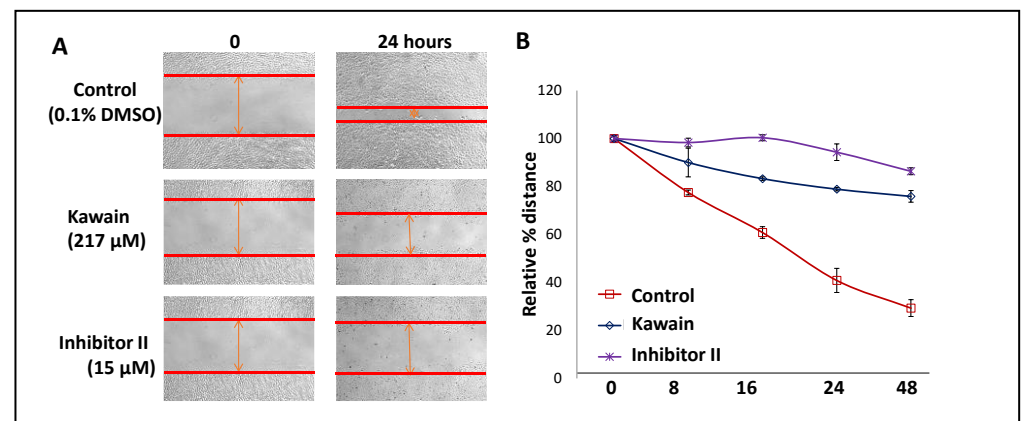 A
0
24 hours
Control
(0.1% DMSO)
Kawain
(217 µM)
Inhibitor II
(15 µM)
B
Relative % distance
120
100
80
60
40
20
0
Control
Kawain
Inhibitor II
0
8
16
24
48